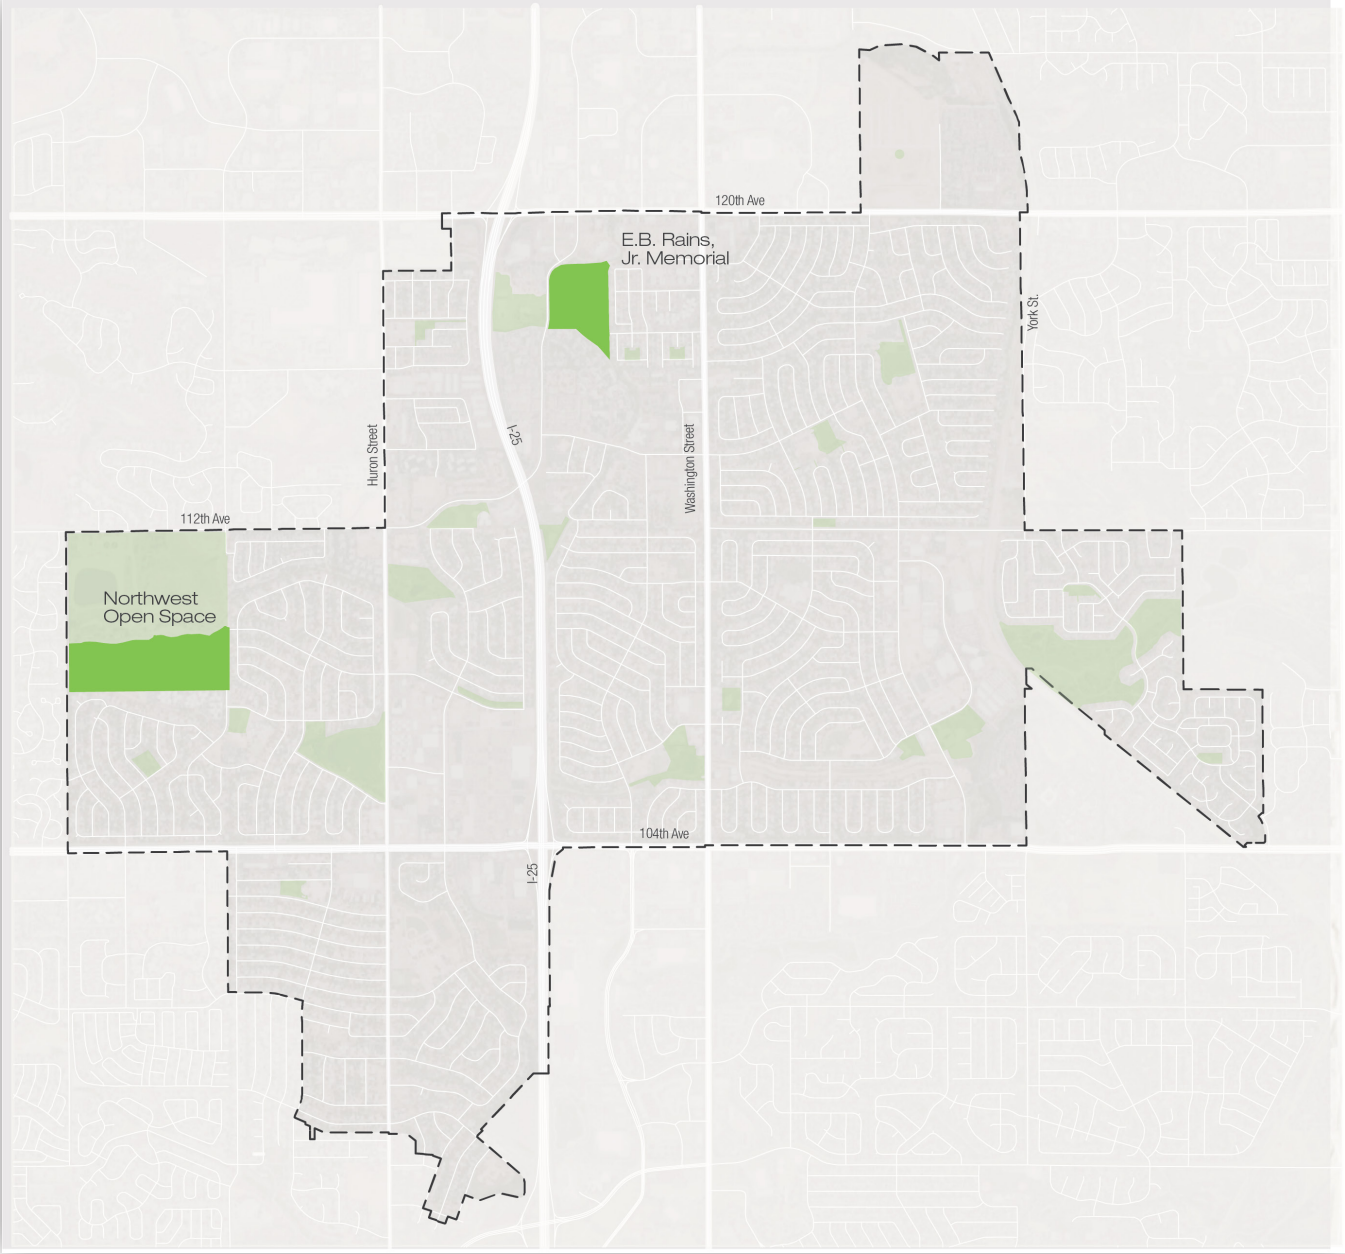 120th Ave
E.B. Rains,
Jr. Memorial
York St.
Huron Street
I-25
Washington Street
112th Ave
Northwest
Open Space
104th Ave
I-25